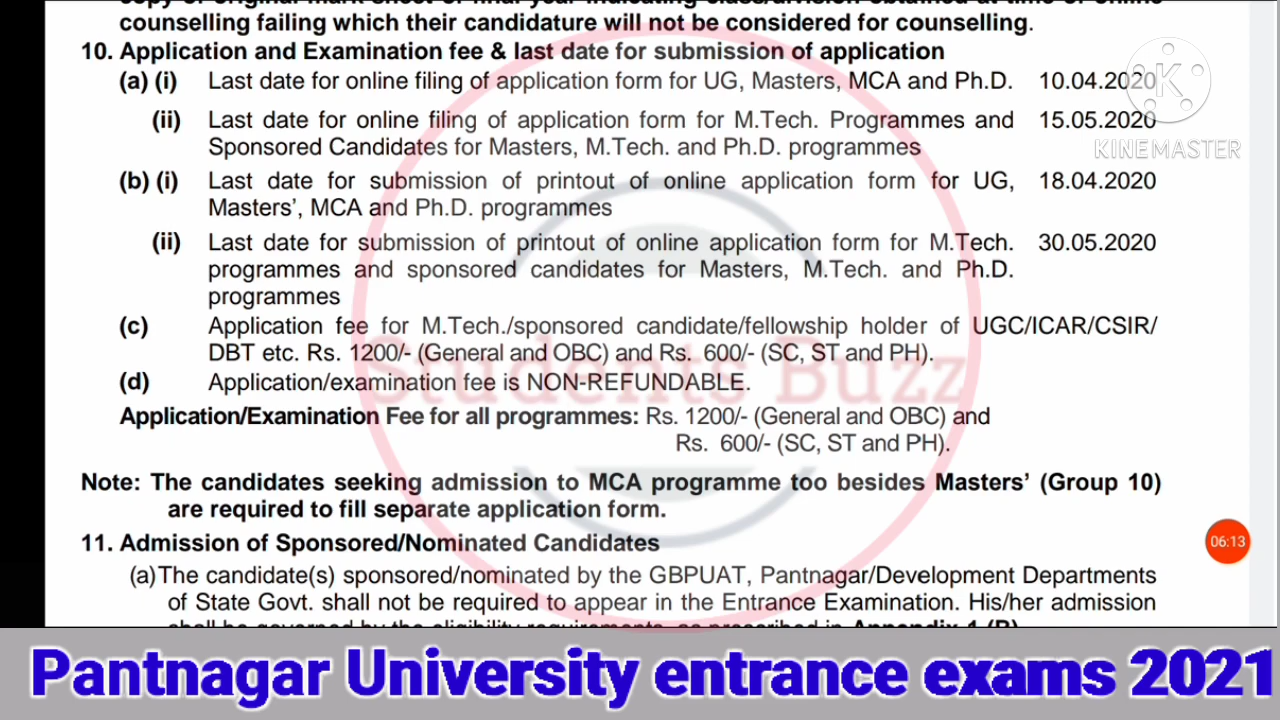 counselling failing which their candidature will not be considered for counselling.
10. Application and Examination fee & last date for submission of application
(a) (i) Last date for online filing of application form for UG, Masters, MCA and Ph.D. 10.04.2020
(ii) Last date for online filing of application form for M.Tech. Programmes and 15.05.2020
Sponsored Candidates for Masters, M.Tech. and Ph.D. programmes
KINEMASTER
(b) (i) Last date for submission of printout of online application form for UG, 18.04.2020
Masters’, MCA and Ph.D. programmes
(ii) Last date for submission of printout of online application form for M.Tech. 30.05.2020
programmes and sponsored candidates for Masters, M.Tech. and Ph.D.
programmes
(c) Application fee for M.Tech./sponsored candidate/fellowship holder of UGC/ICAR/CSIR/
DBT etc. Rs. 1200/- (General and OBC) and Rs. 600/- (SC, ST and PH).
Students Buzz
(d) Application/examination fee is NON-REFUNDABLE.
Application/Examination Fee for all programmes: Rs. 1200/- (General and OBC) and
Rs. 600/- (SC, ST and PH).
Note: The candidates seeking admission to MCA programme too besides Masters’ (Group 10)
are required to fill separate application form.
11. Admission of Sponsored/Nominated Candidates
06:13
(a) The candidate(s) sponsored/nominated by the GBPUAT, Pantnagar/Development Departments
of State Govt. shall not be required to appear in the Entrance Examination. His/her admission
Pantnagar University entrance exams 2021